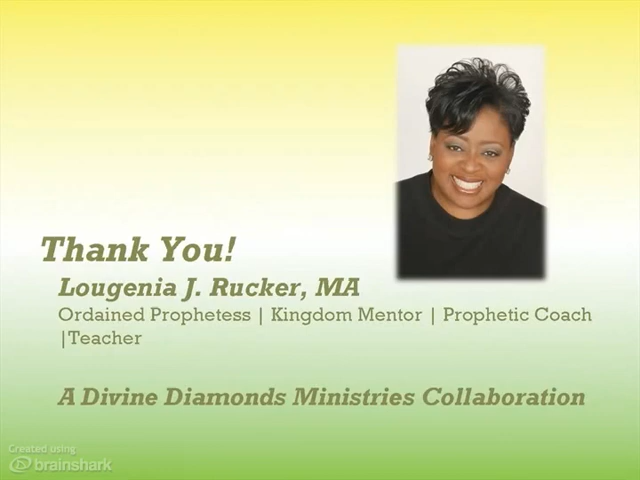 Thank You!
Lougenia J. Rucker, MA
Ordained Prophetess | Kingdom Mentor | Prophetic Coach
|Teacher
A Divine Diamonds Ministries Collaboration
Created using
brainshark